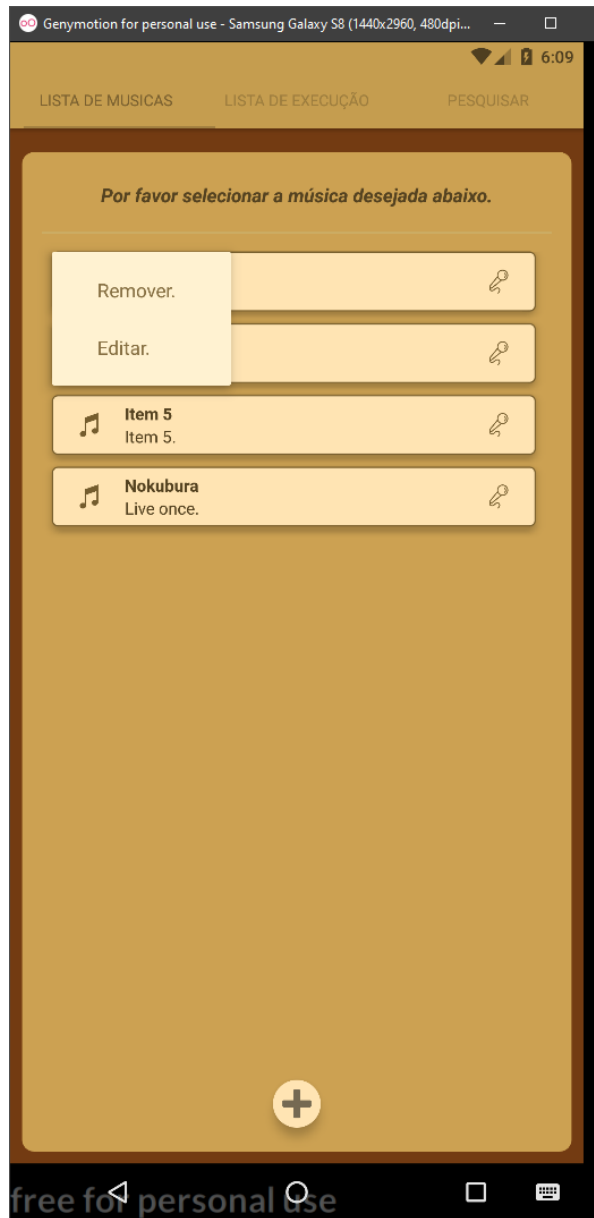 Genymotion for personal use - Samsung Galaxy S8 (1440x2960, 480dpi...
6:09
LISTA DE MUSICAS LISTA DE EXECUÇÃO PESQUISAR
Por favor selecionar a música desejada abaixo.
Remover.
Editar.
Item 5
Item 5.
Nokubura
Live once.
free for personal use